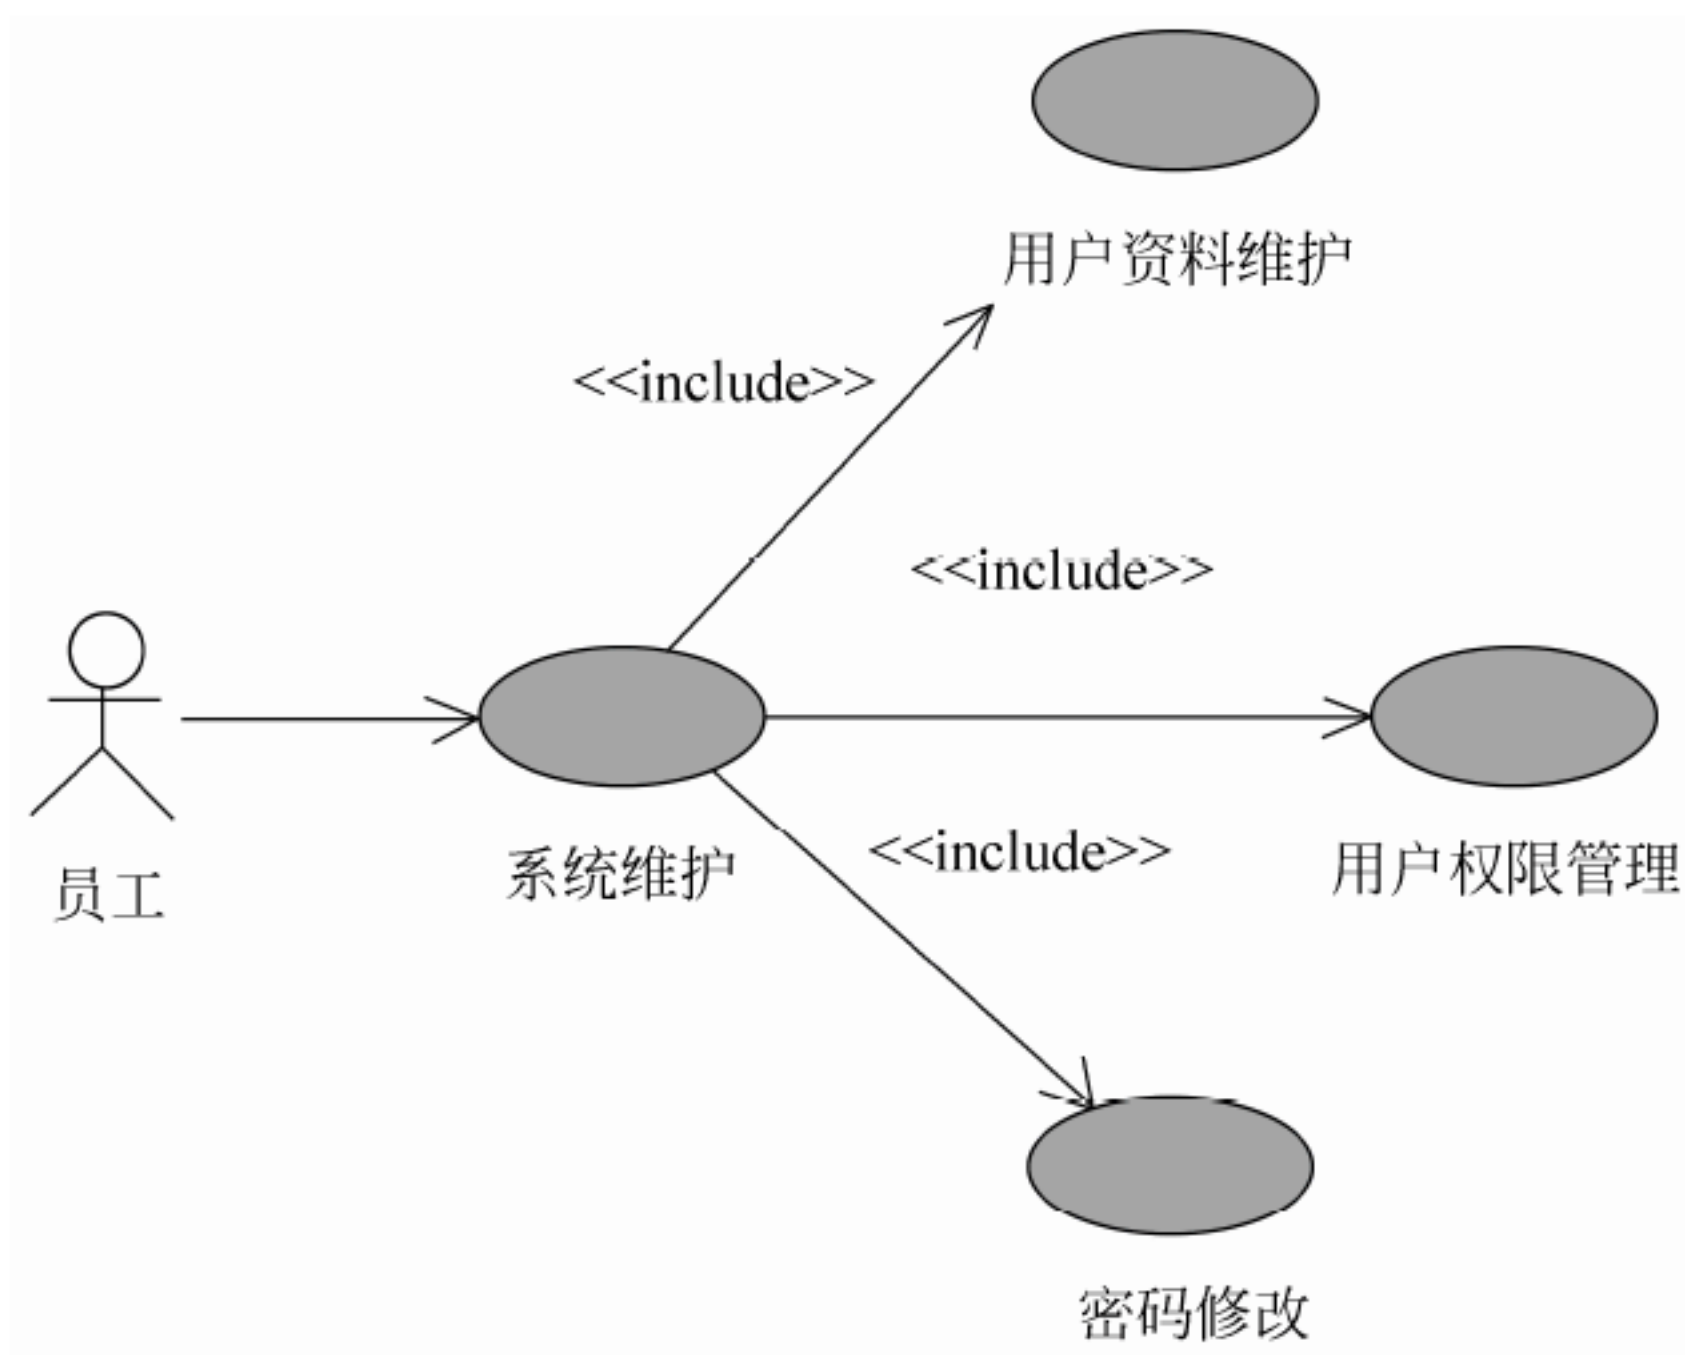 用户资料维护
<<include>>
<<include>>
员工
系统维护
<<include>>
用户权限管理
密码修改